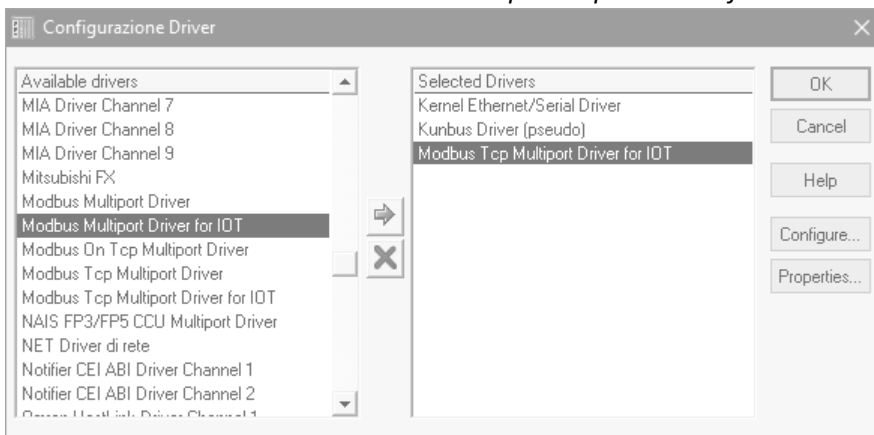 Configurazione Driver
Available drivers
MIA Driver Channel 7
MIA Driver Channel 8
MIA Driver Channel 9
Mitsubishi FX
Modbus Multiport Driver
Modbus Multiport Driver for IOT
Modbus On Tcp Multiport Driver
Modbus Tcp Multiport Driver
Modbus Tcp Multiport Driver for IOT
NAIS FP3/FP5 CCU Multiport Driver
NET Driver di rete
Notifier CEI ABI Driver Channel 1
Notifier CEI ABI Driver Channel 2
Selected Drivers
Kernel Ethernet/Serial Driver
Kunbus Driver (pseudo)
Modbus Tcp Multiport Driver for IOT
OK
Cancel
Help
Configure...
Properties...